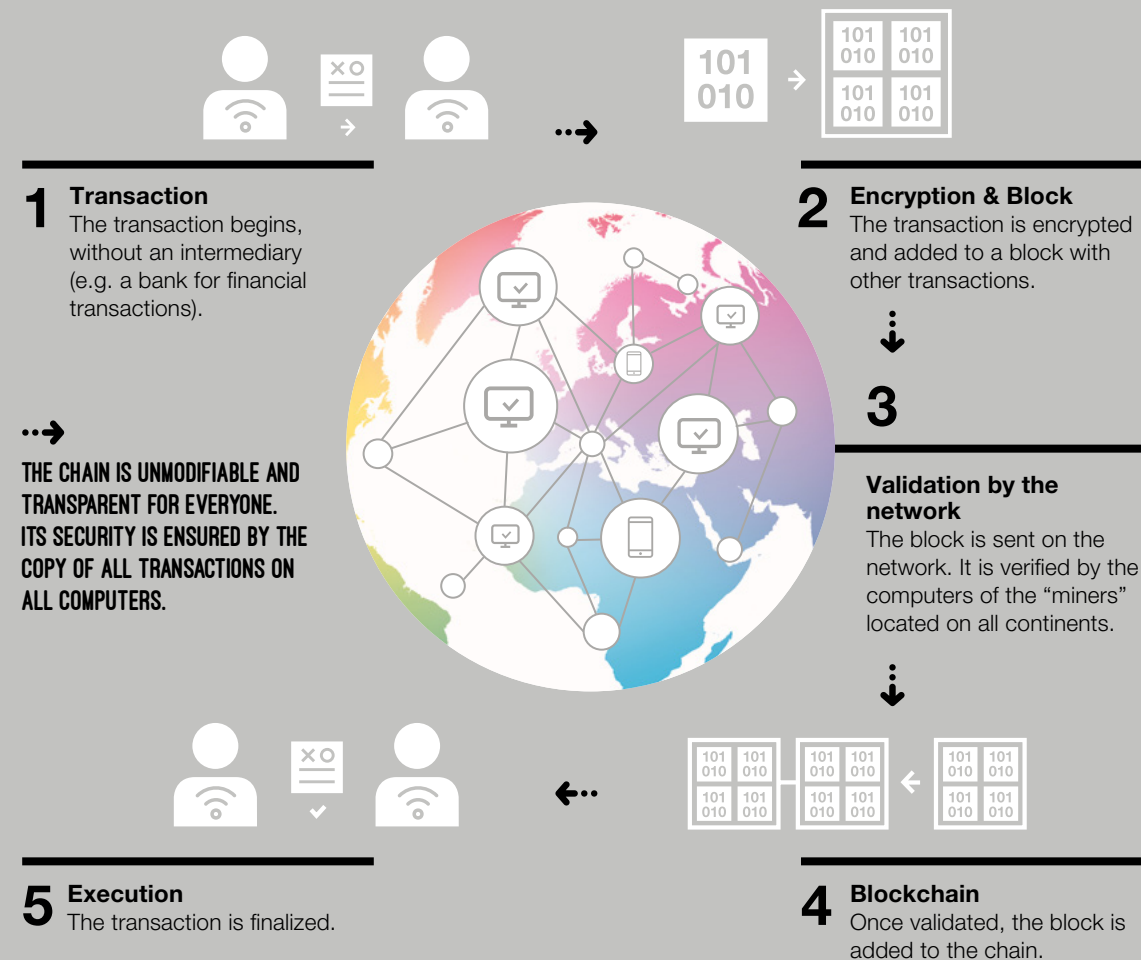 101
010
101 101
010 010
101 101
010 010
1
Transaction
The transaction begins,
without an intermediary
(e.g. a bank for financial
transactions).
2
Encryption & Block
The transaction is encrypted
and added to a block with
other transactions.
3
Validation by the
network
The block is sent on the
network. It is verified by the
computers of the “miners”
located on all continents.
THE CHAIN IS UNMODIFIABLE AND
TRANSPARENT FOR EVERYONE.
ITS SECURITY IS ENSURED BY THE
COPY OF ALL TRANSACTIONS ON
ALL COMPUTERS.
101 101 101 101 101 101
010 010 010 010 010 010
101 101 101 101 101 101
010 010 010 010 010 010
4
Blockchain
Once validated, the block is
added to the chain.
5
Execution
The transaction is finalized.